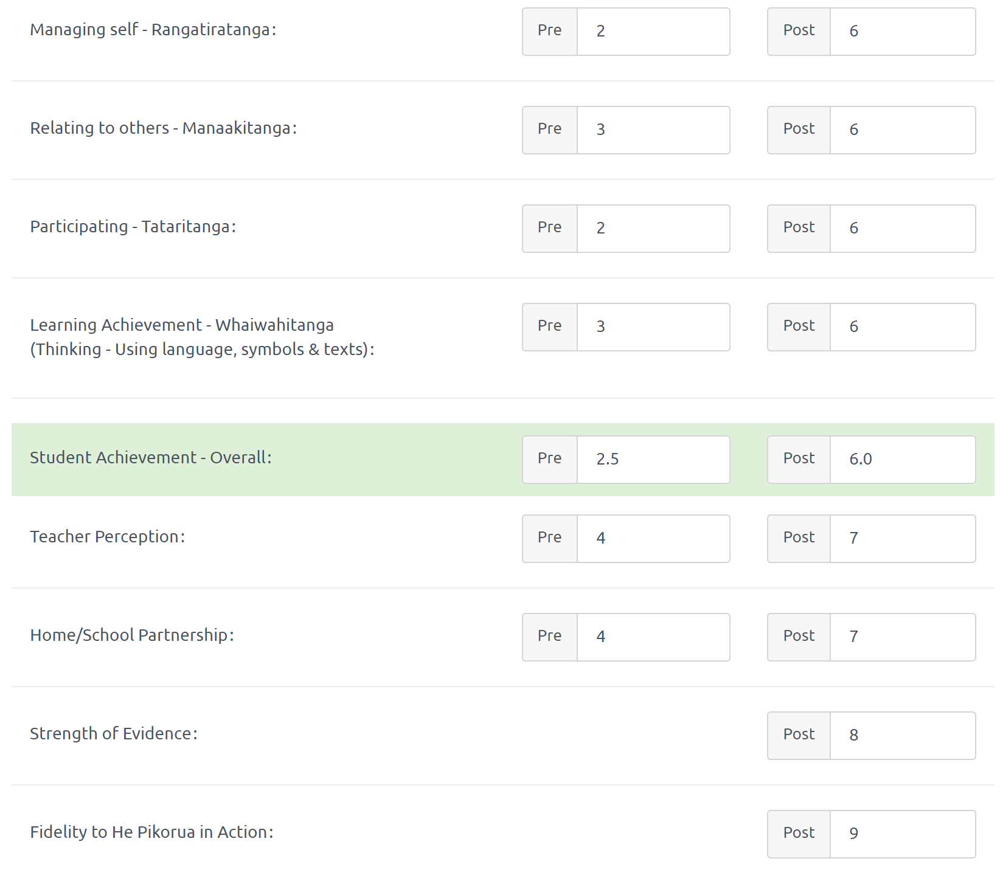 Managing self - Rangatiratanga: Pre 2 Post 6
Relating to others - Manaakitanga: Pre 3 Post 6
Participating - Tataritanga: Pre 2 Post 6
Learning Achievement - Whaiwahitanga Pre 3 Post 6
(Thinking - Using language, symbols & texts):
Student Achievement - Overall: Pre 2.5 Post 6.0
Teacher Perception: Pre 4 Post 7
Home/School Partnership: Pre 4 Post 7
Strength of Evidence: Post 8
Fidelity to He Pikorua in Action: Post 9